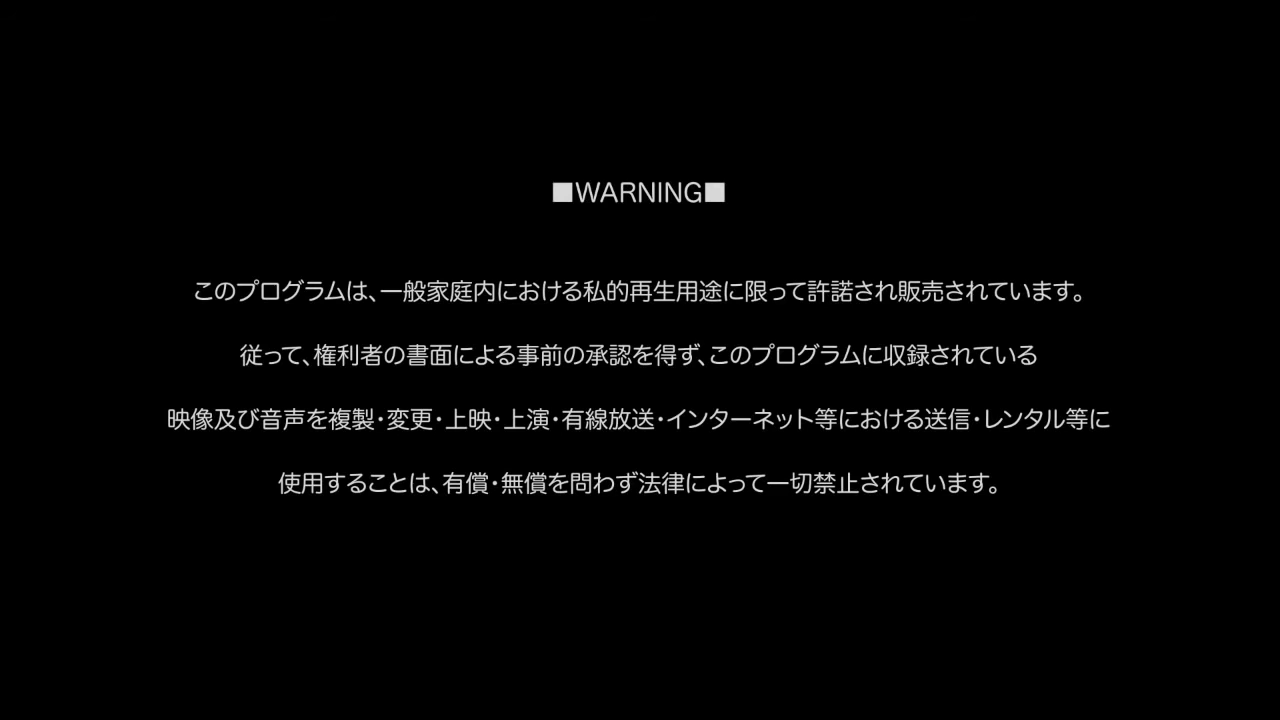 ■WARNING■
このプログラムは、一般家庭内における私的再生用途に限って許諾され販売されています。
従って、権利者の書面による事前の承認を得ず、このプログラムに収録されている
映像及び音声を複製・変更・上映・上演・有線放送・インターネット等における送信・レンタル等に
使用することは、有償・無償を問わず法律によって一切禁止されています。